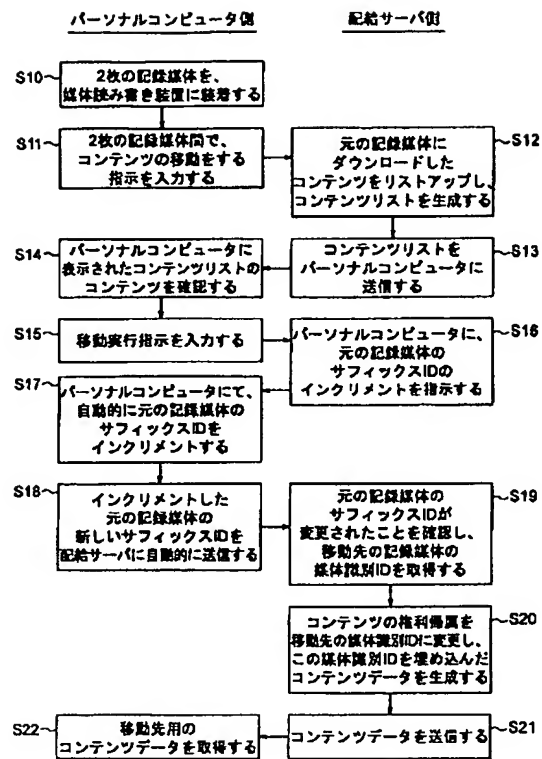 パーソナルコンピュータ側
配給サーバ側
S10
2枚の記録媒体を、
媒体読み書き装置に装着する
S11
2枚の記録媒体間で、
コンテンツの移動をする
指示を入力する
S12
元の記録媒体に
ダウンロードした
コンテンツをリストアップし、
コンテンツリストを生成する
S13
コンテンツリストを
パーソナルコンピュータに
送信する
S14
パーソナルコンピュータに
表示されたコンテンツリストの
コンテンツを確認する
S15
移動実行指示を入力する
S16
パーソナルコンピュータに、
元の記録媒体の
サフィックスIDの
インクリメントを指示する
S17
パーソナルコンピュータにて、
自動的に元の記録媒体の
サフィックスIDを
インクリメントする
S18
インクリメントした
元の記録媒体の
新しいサフィックスIDを
配給サーバに自動的に送信する
S19
元の記録媒体の
サフィックスIDが
変更されたことを確認し、
移動先の記録媒体の
媒体識別IDを取得する
S20
コンテンツの権利帰属を
移動先の媒体識別IDに変更し、
この媒体識別IDを埋め込んだ
コンテンツデータを
生成する
S21
コンテンツデータを送信する
S22
移動先用の
コンテンツデータを取得する